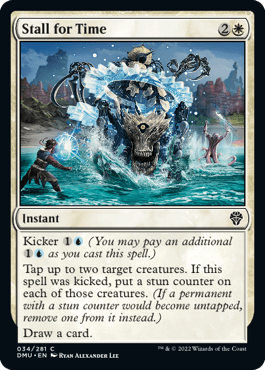 Stall for Time 2
Instant
Kicker 1 (You may pay an additional
1 as you cast this spell.)
Tap up to two target creatures. If this
spell was kicked, put a stun counter on
each of those creatures. (If a permanent
with a stun counter would become untapped,
remove one from it instead.)
Draw a card.
034/281 C
DMU • EN Ryan Alexander Lee
™ & © 2022 Wizards of the Coast